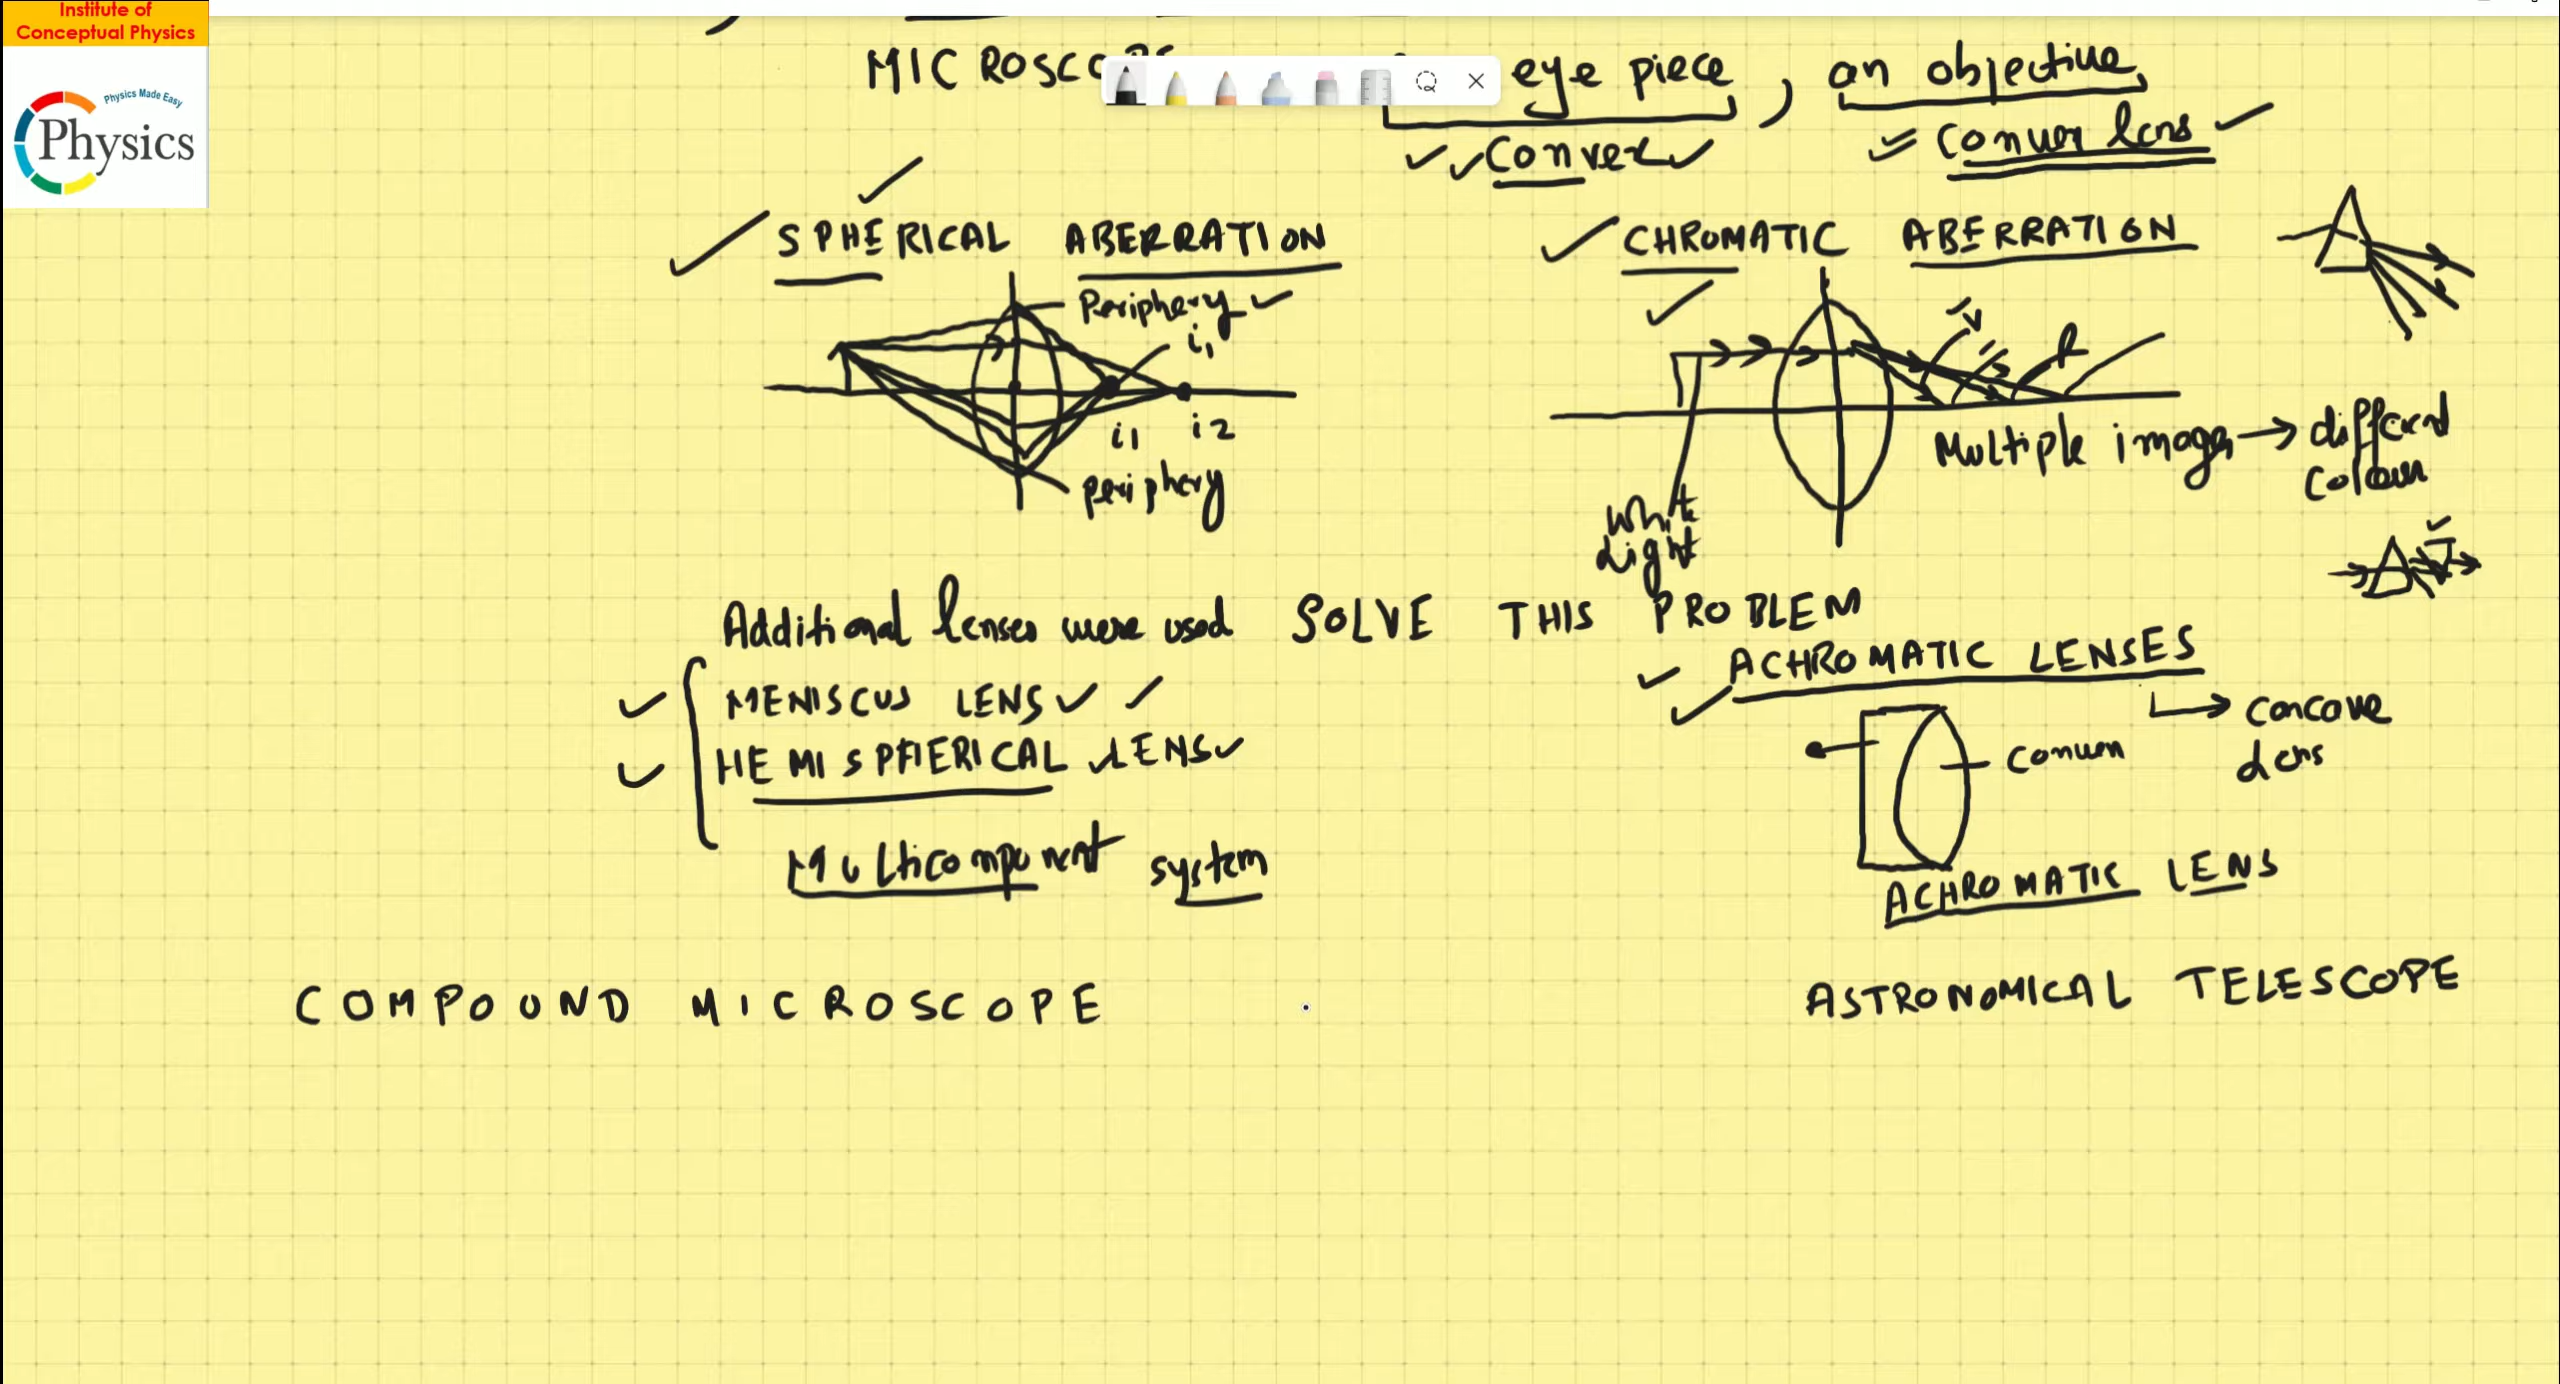 Institute of
Conceptual Physics
Physics Made Easy
Physics
eye piece , an objective
Convex
Convex lens
SPHERICAL ABERRATION
CHROMATIC ABERRATION
Periphery
i1
i1 i2
periphery
V
Multiple images → different
colour
White
Light
Additional lenses were used SOLVE THIS PROBLEM
ACHROMATIC LENSES
MENISCUS LENS
HEMISPHERICAL LENS
concave
lens
convex
Multicomponent system
ACHROMATIC LENS
COMPOUND MICROSCOPE
ASTRONOMICAL TELESCOPE